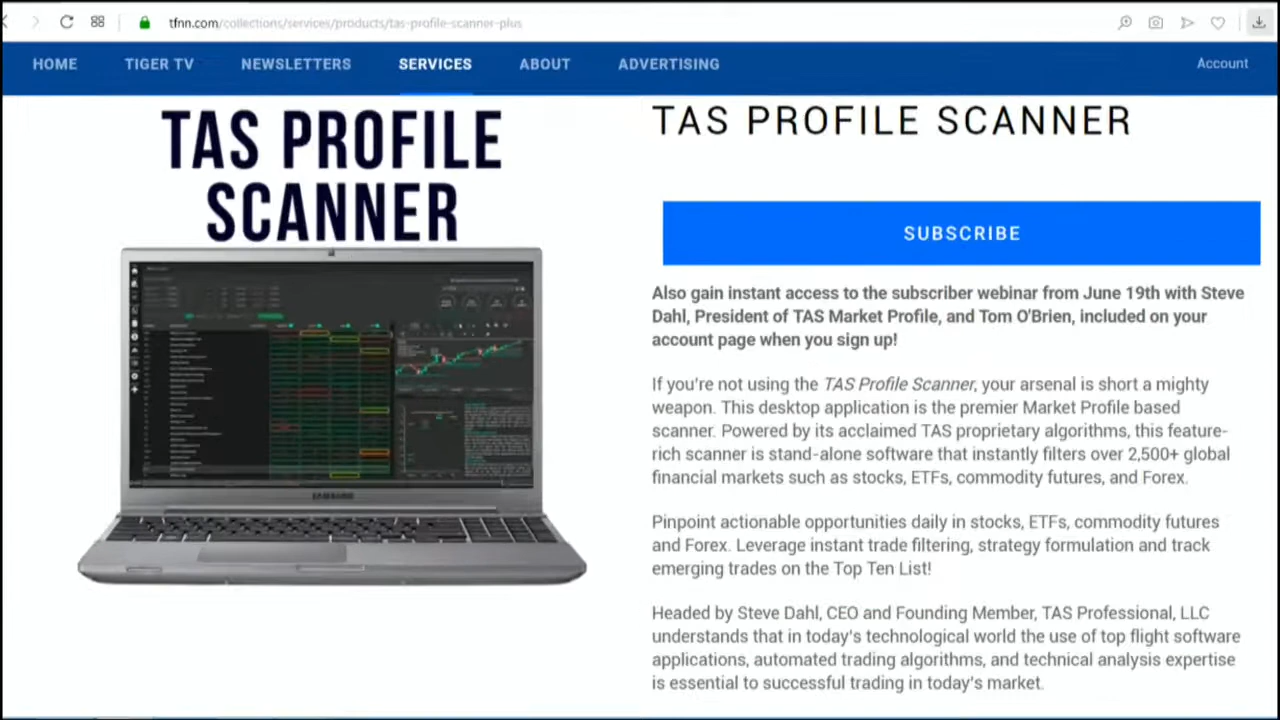 tfnn.com/collections/services/products/tas-profile-scanner-plus
HOME TIGER TV NEWSLETTERS SERVICES ABOUT ADVERTISING Account
TAS PROFILE
SCANNER
SAMSUNG
TAS PROFILE SCANNER
SUBSCRIBE
Also gain instant access to the subscriber webinar from June 19th with Steve
Dahl, President of TAS Market Profile, and Tom O'Brien, included on your
account page when you sign up!
If you're not using the TAS Profile Scanner, your arsenal is short a mighty
weapon. This desktop application is the premier Market Profile based
scanner. Powered by its acclaimed TAS proprietary algorithms, this feature-
rich scanner is stand-alone software that instantly filters over 2,500+ global
financial markets such as stocks, ETFs, commodity futures, and Forex.
Pinpoint actionable opportunities daily in stocks, ETFs, commodity futures
and Forex. Leverage instant trade filtering, strategy formulation and track
emerging trades on the Top Ten List!
Headed by Steve Dahl, CEO and Founding Member, TAS Professional, LLC
understands that in today's technological world the use of top flight software
applications, automated trading algorithms, and technical analysis expertise
is essential to successful trading in today's market.